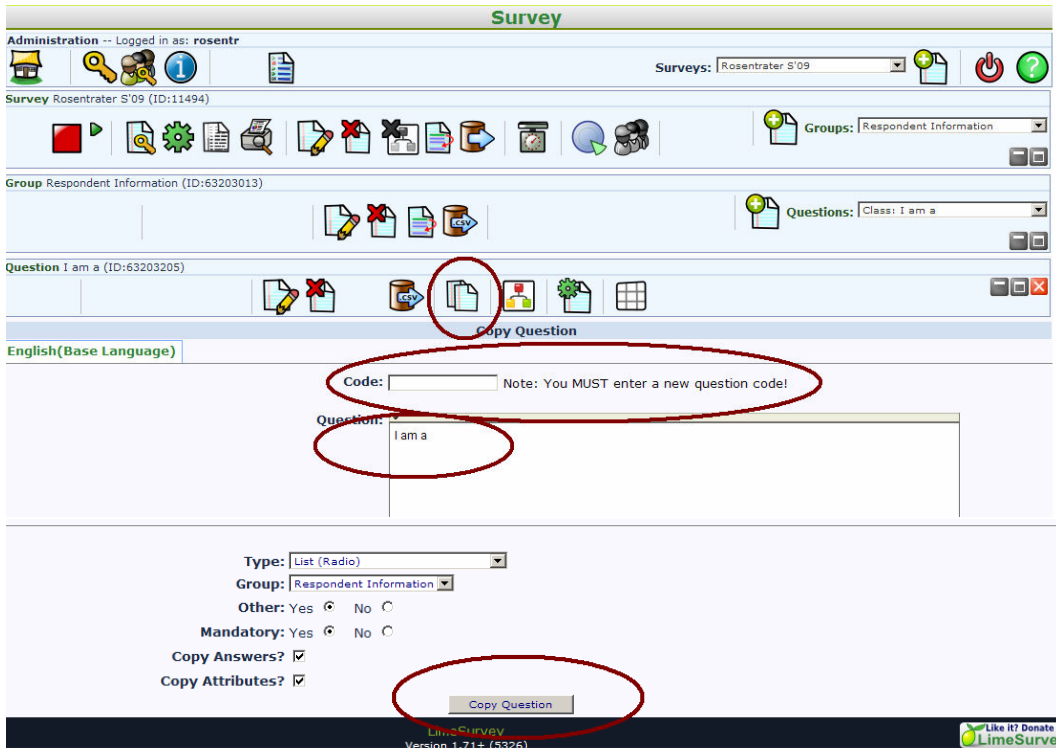 Survey
Administration -- Logged in as: rosentr
Surveys: Rosentrater S'09
Survey Rosentrater S'09 (ID:11494)
Groups: Respondent Information
Group Respondent Information (ID:63203013)
.CSV
Questions: Class: I am a
Question I am a (ID:63203205)
.CSV
Copy Question
English(Base Language)
Code: Note: You MUST enter a new question code!
Question:
I am a
Type: List (Radio)
Group: Respondent Information
Other: Yes No
Mandatory: Yes No
Copy Answers?
Copy Attributes?
Copy Question
LimeSurvey
Version 1.71+ (5326)
Like it? Donate
LimeSurve